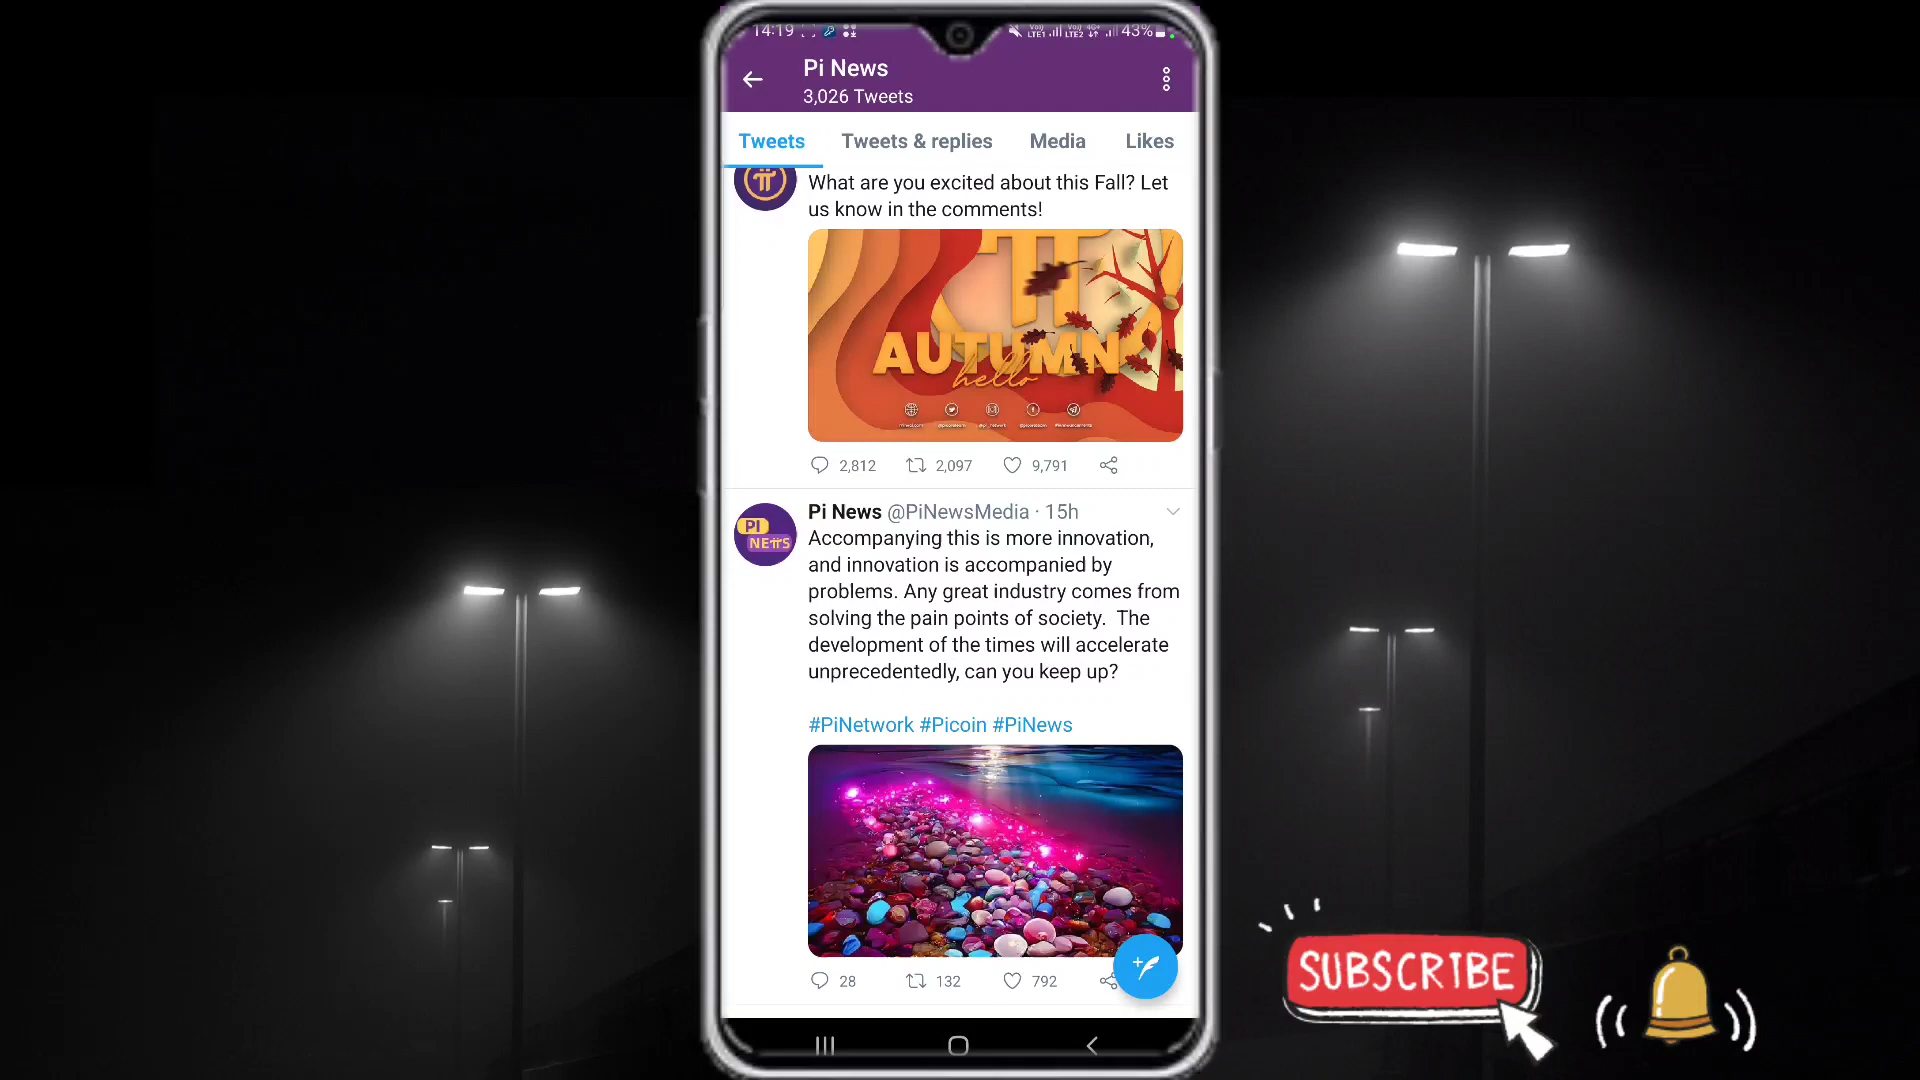 14:19
43%
Pi News
3,026 Tweets
Tweets
Tweets & replies
Media
Likes
What are you excited about this Fall? Let
us know in the comments!
AUTUMN
hello
2,812
2,097
9,791
Pi News @PiNewsMedia · 15h
PI
NEWS
Accompanying this is more innovation,
and innovation is accompanied by
problems. Any great industry comes from
solving the pain points of society. The
development of the times will accelerate
unprecedentedly, can you keep up?
#PiNetwork #Picoin #PiNews
28
132
792
SUBSCRIBE